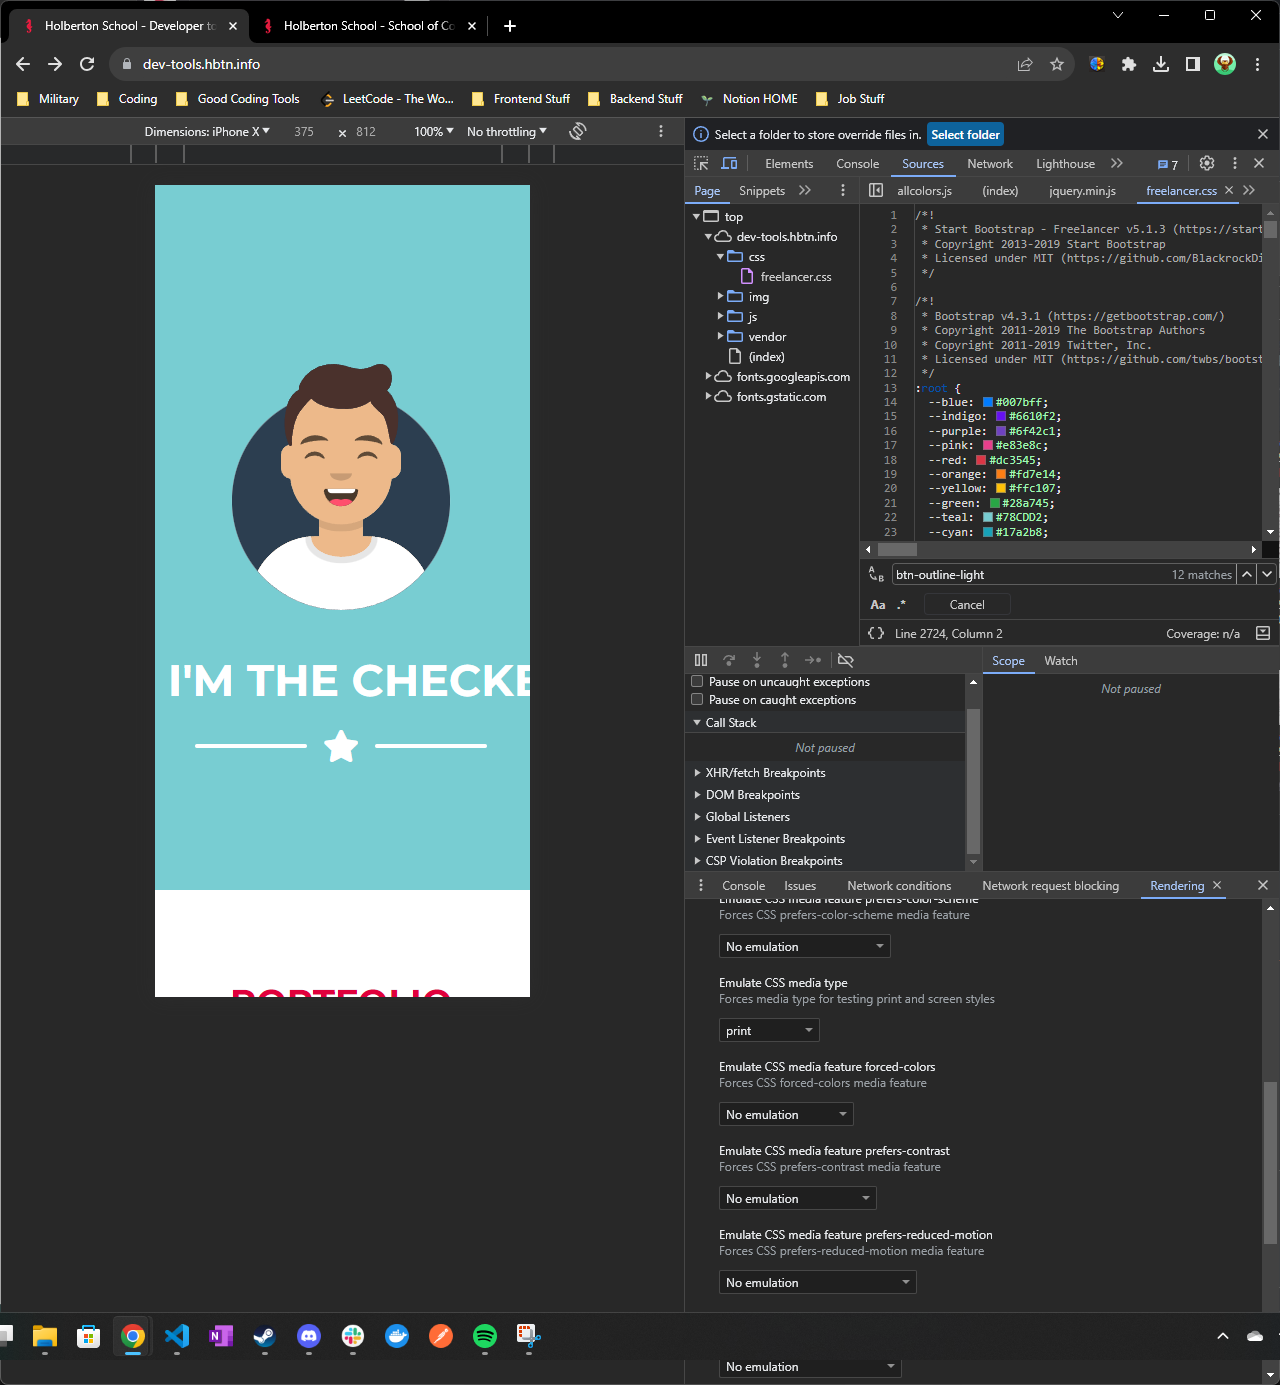 Holberton School - Developer to
Holberton School - School of Co
dev-tools.hbtn.info
Military
Coding
Good Coding Tools
LeetCode - The Wo...
Frontend Stuff
Backend Stuff
Notion HOME
Job Stuff
Dimensions: iPhone X
375
×
812
100%
No throttling
Select a folder to store override files in.
Select folder
Elements
Console
Sources
Network
Lighthouse
7
Page
Snippets
allcolors.js
(index)
jquery.min.js
freelancer.css
top
dev-tools.hbtn.info
css
freelancer.css
img
js
vendor
(index)
fonts.googleapis.com
fonts.gstatic.com
1 /*!
2 * Start Bootstrap - Freelancer v5.1.3 (https://start
3 * Copyright 2013-2019 Start Bootstrap
4 * Licensed under MIT (https://github.com/BlackrockDi
5 */
6
7 /*!
8 * Bootstrap v4.3.1 (https://getbootstrap.com/)
9 * Copyright 2011-2019 The Bootstrap Authors
10 * Copyright 2011-2019 Twitter, Inc.
11 * Licensed under MIT (https://github.com/twbs/bootst
12 */
13 :root {
14 --blue: #007bff;
15 --indigo: #6610f2;
16 --purple: #6f42c1;
17 --pink: #e83e8c;
18 --red: #dc3545;
19 --orange: #fd7e14;
20 --yellow: #ffc107;
21 --green: #28a745;
22 --teal: #78CDD2;
23 --cyan: #17a2b8;
btn-outline-light
12 matches
Aa .*
Cancel
{ } Line 2724, Column 2
Coverage: n/a
I'M THE CHECKE
PORTFOLIO
Scope
Watch
Not paused
Pause on uncaught exceptions
Pause on caught exceptions
Call Stack
Not paused
XHR/fetch Breakpoints
DOM Breakpoints
Global Listeners
Event Listener Breakpoints
CSP Violation Breakpoints
Console
Issues
Network conditions
Network request blocking
Rendering
Emulate CSS media feature prefers-color-scheme
Forces CSS prefers-color-scheme media feature
No emulation
Emulate CSS media type
Forces media type for testing print and screen styles
print
Emulate CSS media feature forced-colors
Forces CSS forced-colors media feature
No emulation
Emulate CSS media feature prefers-contrast
Forces CSS prefers-contrast media feature
No emulation
Emulate CSS media feature prefers-reduced-motion
Forces CSS prefers-reduced-motion media feature
No emulation
No emulation